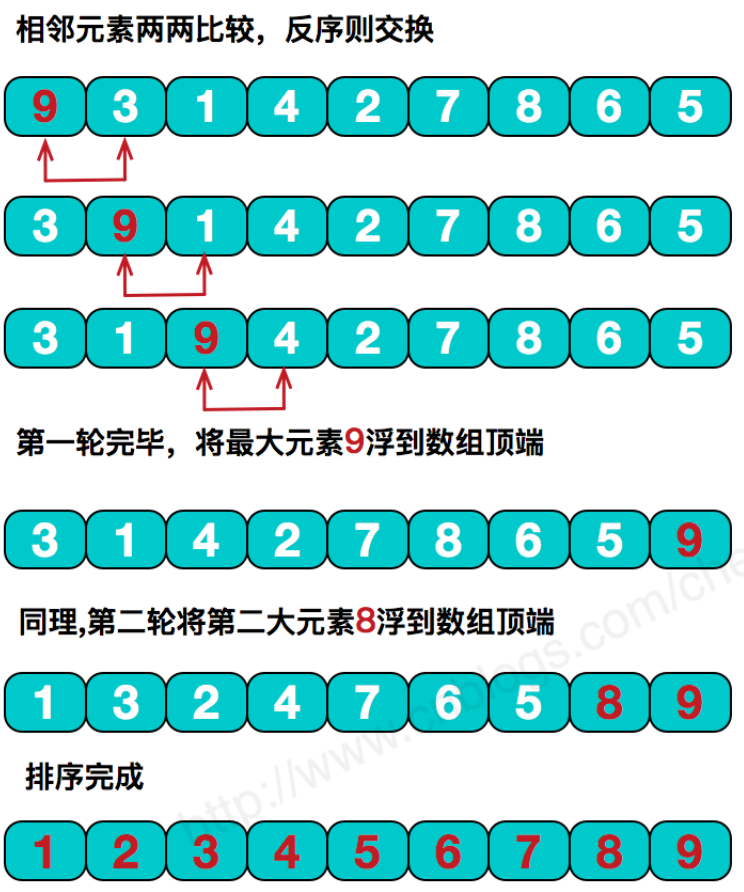 相邻元素两两比较，反序则交换
9 3 1 4 2 7 8 6 5
3 9 1 4 2 7 8 6 5
3 1 9 4 2 7 8 6 5
第一轮完毕，将最大元素9浮到数组顶端
3 1 4 2 7 8 6 5 9
同理,第二轮将第二大元素8浮到数组顶端
1 3 2 4 7 6 5 8 9
排序完成
1 2 3 4 5 6 7 8 9
http://www.cnblogs.com/che